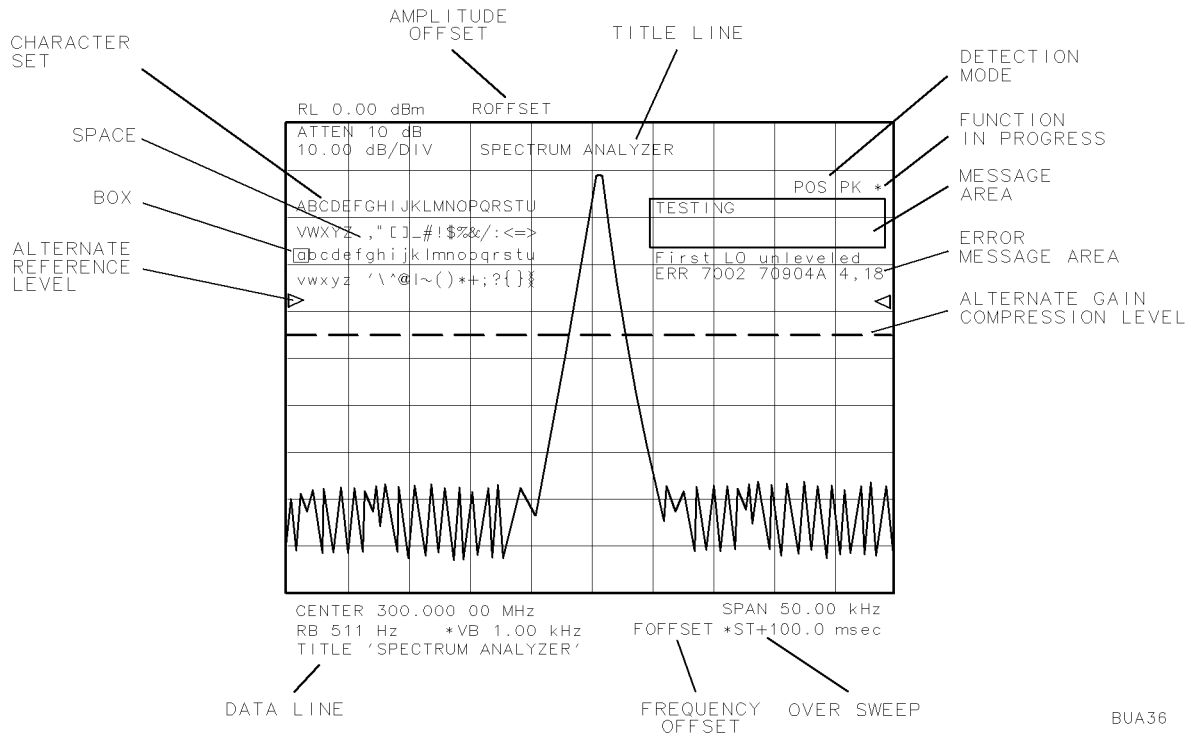 AMPLITUDE
OFFSET
TITLE LINE
CHARACTER
SET
DETECTION
MODE
RL 0.00 dBm ROFFSET
ATTEN 10 dB
10.00 dB/DIV SPECTRUM ANALYZER
FUNCTION
IN PROGRESS
SPACE
MESSAGE
AREA
POS PK *
BOX
ABCDEFGHIJKLMNOPQRSTU
TESTING
VWXYZ ,"[]_#!$%&/:<=>
abcdefghijklmnopqrstu
First LO unleveled
vwxyz '\^@|~()*+;?{}
ERR 7002 70904A 4,18
ERROR
MESSAGE AREA
ALTERNATE
REFERENCE
LEVEL
ALTERNATE GAIN
COMPRESSION LEVEL
CENTER 300.000 00 MHz SPAN 50.00 kHz
RB 511 Hz *VB 1.00 kHz FOFFSET *ST+100.0 msec
TITLE 'SPECTRUM ANALYZER'
DATA LINE
FREQUENCY
OFFSET
OVER SWEEP
BUA36